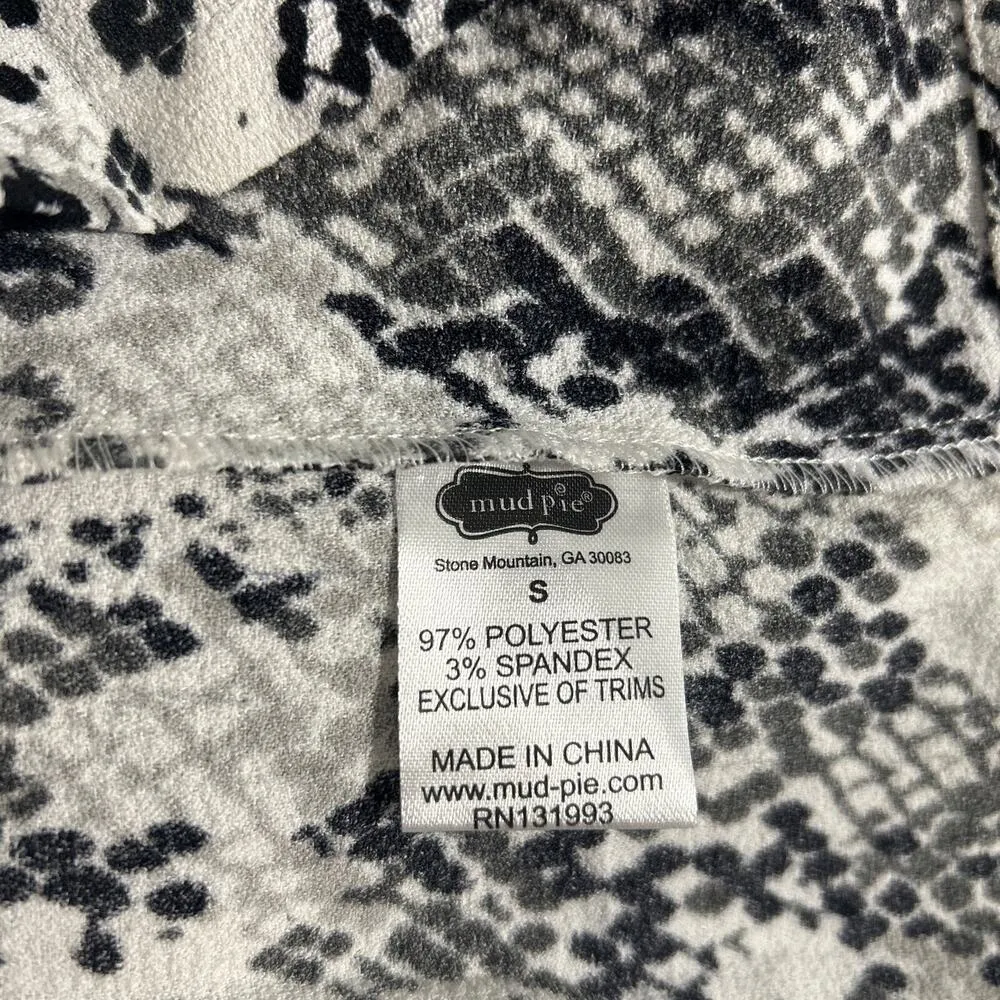 mud pie®
Stone Mountain, GA 30083
S
97% POLYESTER
3% SPANDEX
EXCLUSIVE OF TRIMS
MADE IN CHINA
www.mud-pie.com
RN131993